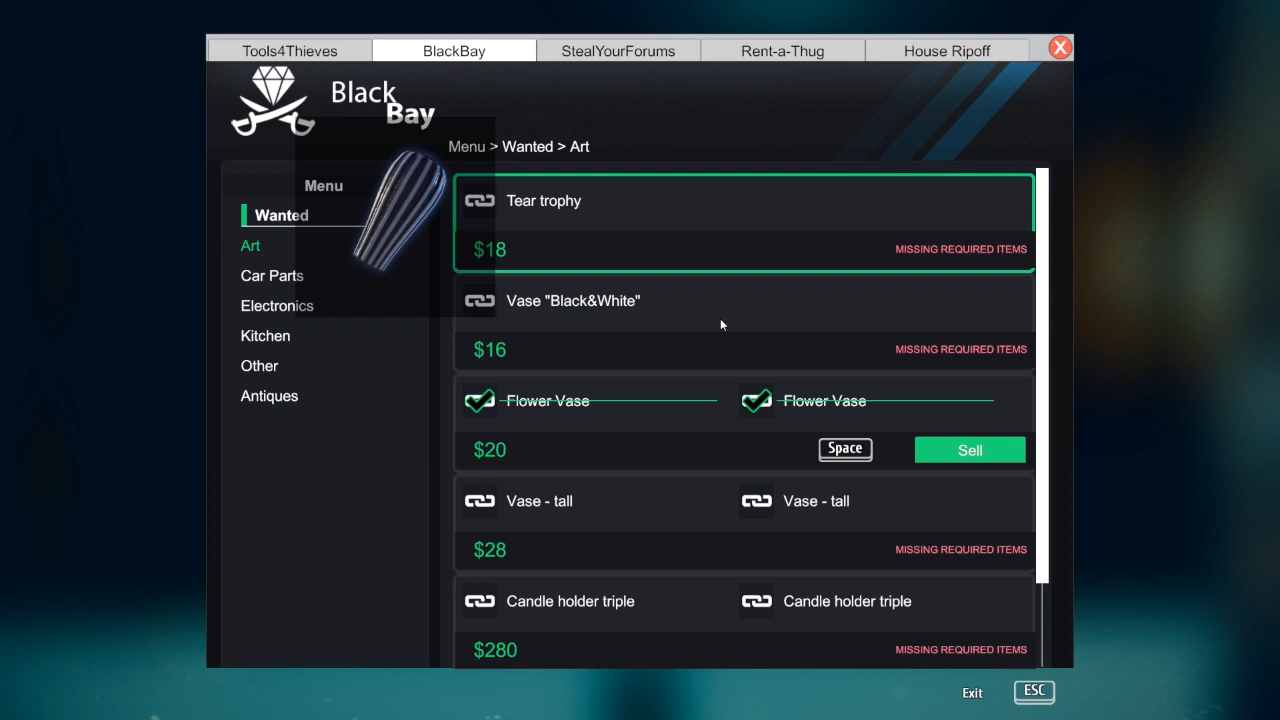 Tools4Thieves
BlackBay
StealYourForums
Rent-a-Thug
House Ripoff
X
Black
Bay
Menu > Wanted > Art
Menu
Wanted
Art
Car Parts
Electronics
Kitchen
Other
Antiques
Tear trophy
$18
MISSING REQUIRED ITEMS
Vase "Black&White"
$16
MISSING REQUIRED ITEMS
Flower Vase
Flower Vase
$20
Space
Sell
Vase - tall
Vase - tall
$28
MISSING REQUIRED ITEMS
Candle holder triple
Candle holder triple
$280
MISSING REQUIRED ITEMS
Exit
ESC